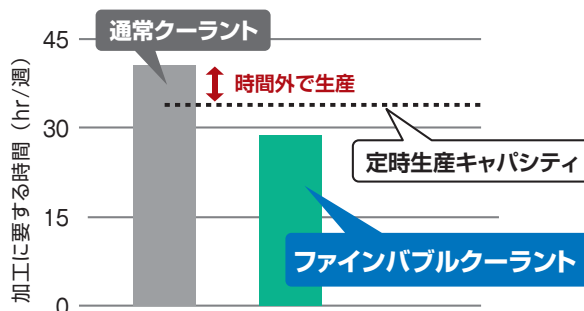 加工に要する時間（hr/週）
45
30
15
0
通常クーラント
時間外で生産
定時生産キャパシティ
ファインバブルクーラント